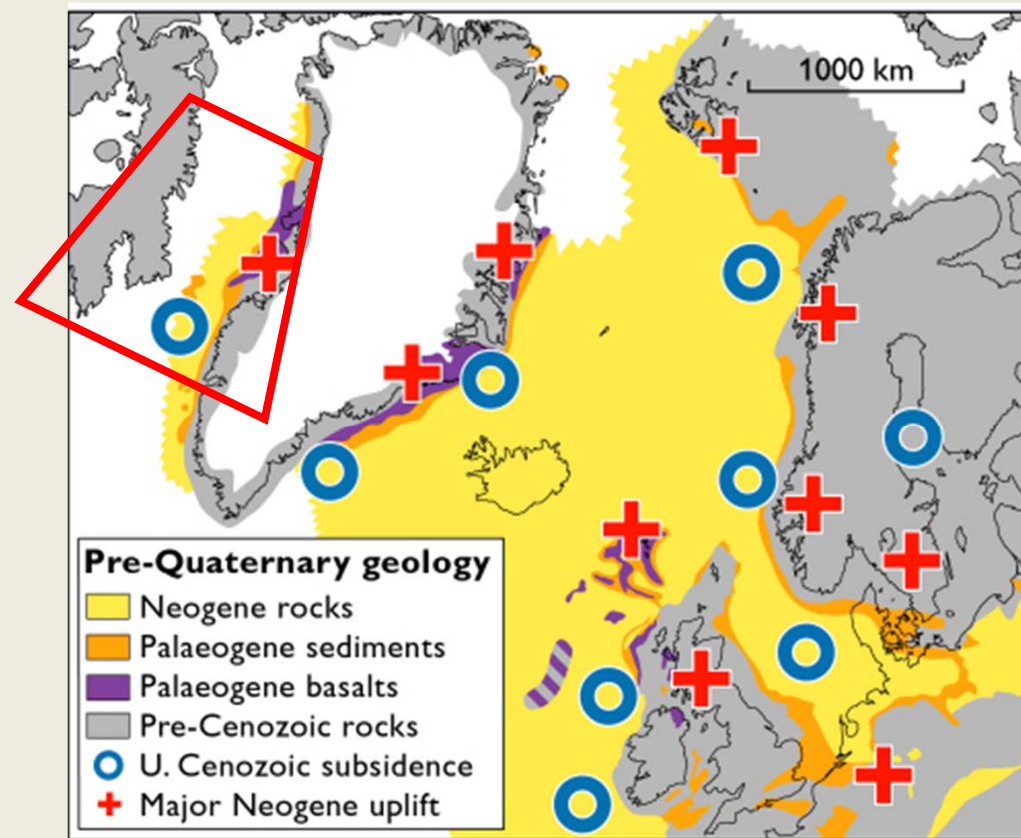 1000 km
Pre-Quaternary geology
Neogene rocks
Palaeogene sediments
Palaeogene basalts
Pre-Cenozoic rocks
U. Cenozoic subsidence
Major Neogene uplift